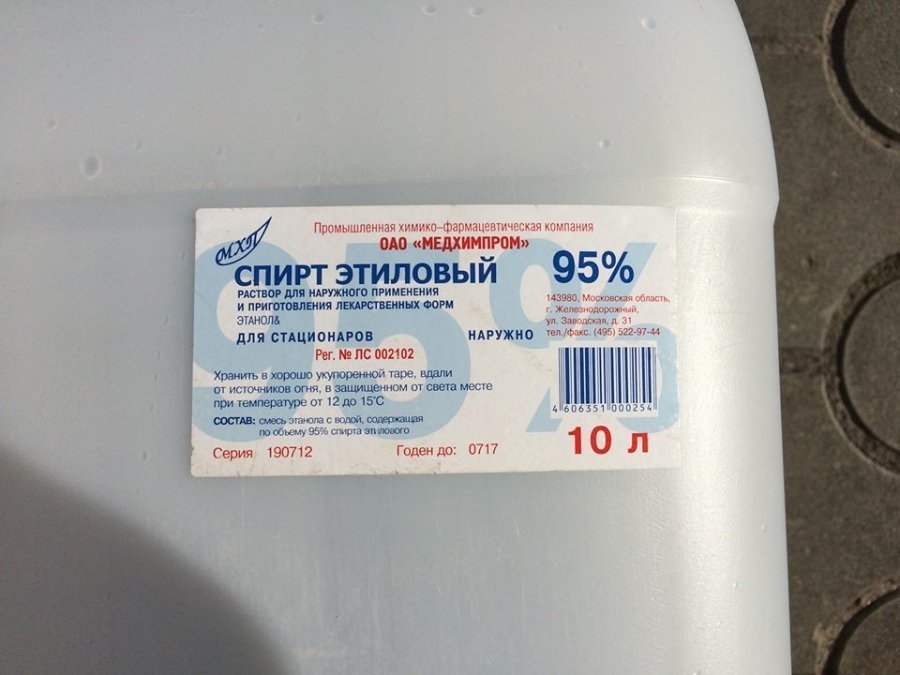 МХП
Промышленная химико-фармацевтическая компания
ОАО «МЕДХИМПРОМ»
СПИРТ ЭТИЛОВЫЙ 95%
РАСТВОР ДЛЯ НАРУЖНОГО ПРИМЕНЕНИЯ
И ПРИГОТОВЛЕНИЯ ЛЕКАРСТВЕННЫХ ФОРМ
ЭТАНОЛ&
ДЛЯ СТАЦИОНАРОВ НАРУЖНО
Рег. № ЛС 002102
143980, Московская область,
г. Железнодорожный,
ул. Заводская, д. 31
тел./факс. (495) 522-97-44
Хранить в хорошо укупоренной таре, вдали
от источников огня, в защищенном от света месте
при температуре от 12 до 15°С
СОСТАВ: смесь этанола с водой, содержащая
по объему 95% спирта этилового
Серия 190712 Годен до: 0717
4 606351 000254
10 л
95%